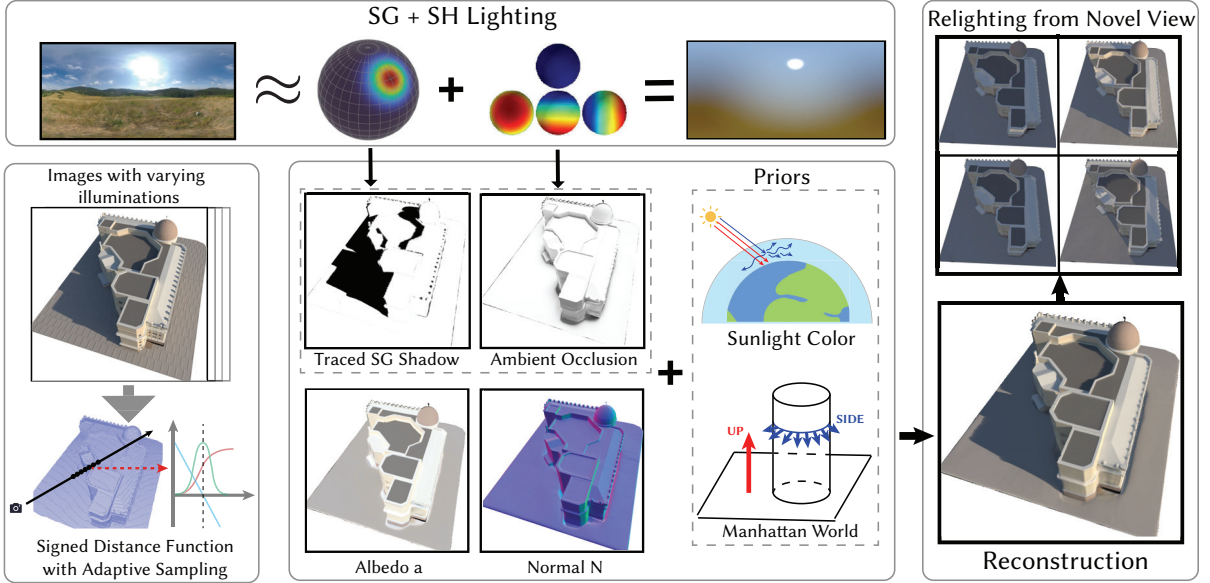 SG + SH Lighting
Images with varying
illuminations
Signed Distance Function
with Adaptive Sampling
Traced SG Shadow
Ambient Occlusion
Albedo a
Normal N
Priors
Sunlight Color
UP
SIDE
Manhattan World
Relighting from Novel View
Reconstruction